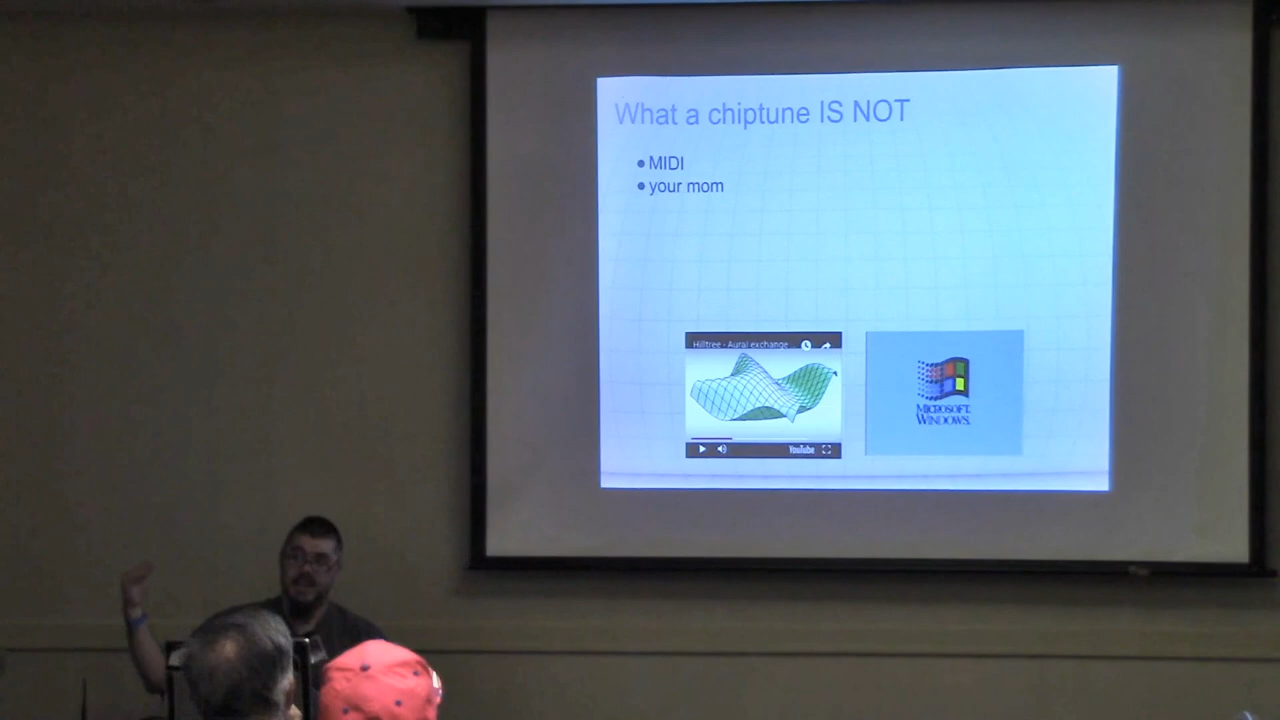 What a chiptune IS NOT
• MIDI
• your mom
Hilltree - Aural exchange ...
YouTube
MICROSOFT
WINDOWS.